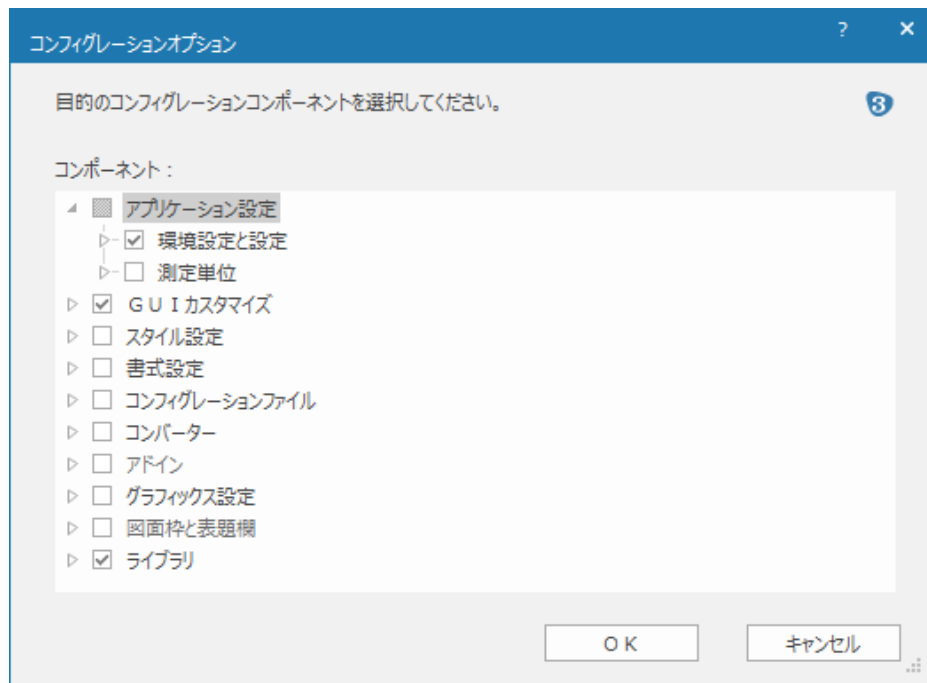 コンフィグレーションオプション
?
×
目的のコンフィグレーションコンポーネントを選択してください。
3
コンポーネント：
アプリケーション設定
環境設定と設定
測定単位
ＧＵＩカスタマイズ
スタイル設定
書式設定
コンフィグレーションファイル
コンバーター
アドイン
グラフィックス設定
図面枠と表題欄
ライブラリ
ＯＫ
キャンセル